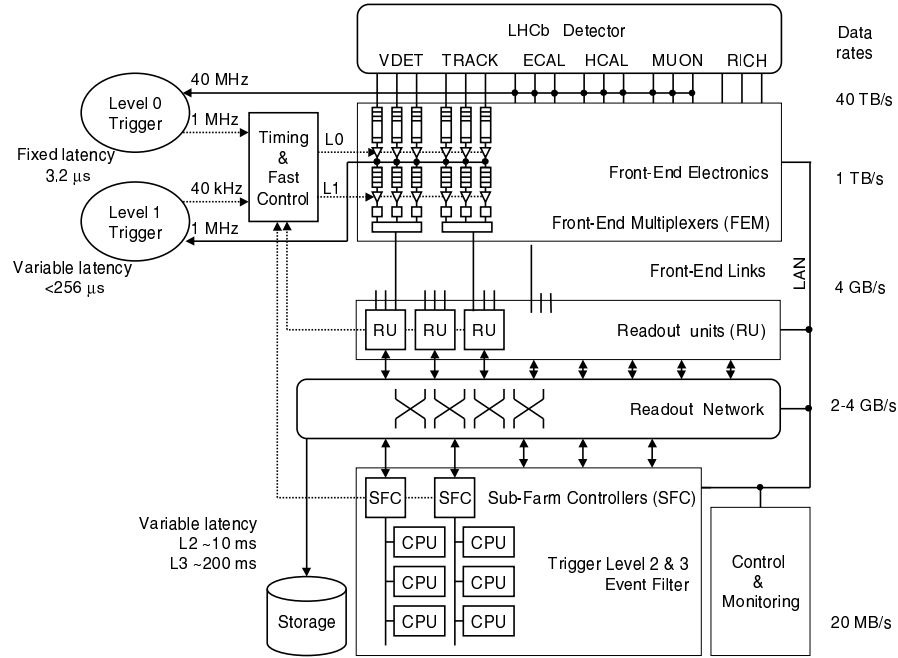 LHCb Detector
Data
rates
VDET TRACK ECAL HCAL MUON RICH
40 MHz
40 TB/s
Level 0
Trigger
1 MHz
Timing
&
Fast
Control
L0
Fixed latency
3.2 µs
Front-End Electronics
1 TB/s
40 kHz
L1
Level 1
Trigger
1 MHz
Front-End Multiplexers (FEM)
Variable latency
<256 µs
Front-End Links
LAN
4 GB/s
RU
RU
RU
Readout units (RU)
Readout Network
2-4 GB/s
SFC
SFC
Sub-Farm Controllers (SFC)
Variable latency
L2 ~10 ms
L3 ~200 ms
CPU
CPU
CPU
CPU
CPU
CPU
Trigger Level 2 & 3
Event Filter
Control
&
Monitoring
Storage
20 MB/s